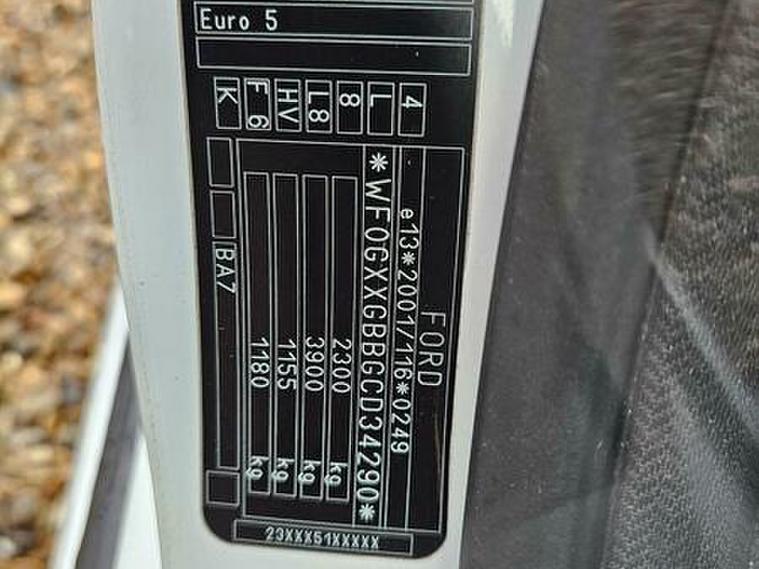 Euro 5
FORD
e13*2001/116*0249
*WF0GXXGBBGCD34290*
2300 kg
3900 kg
1155 kg
1180 kg
BA7
4 L 8 L8 HV F6 K
23XXX51XXXXX